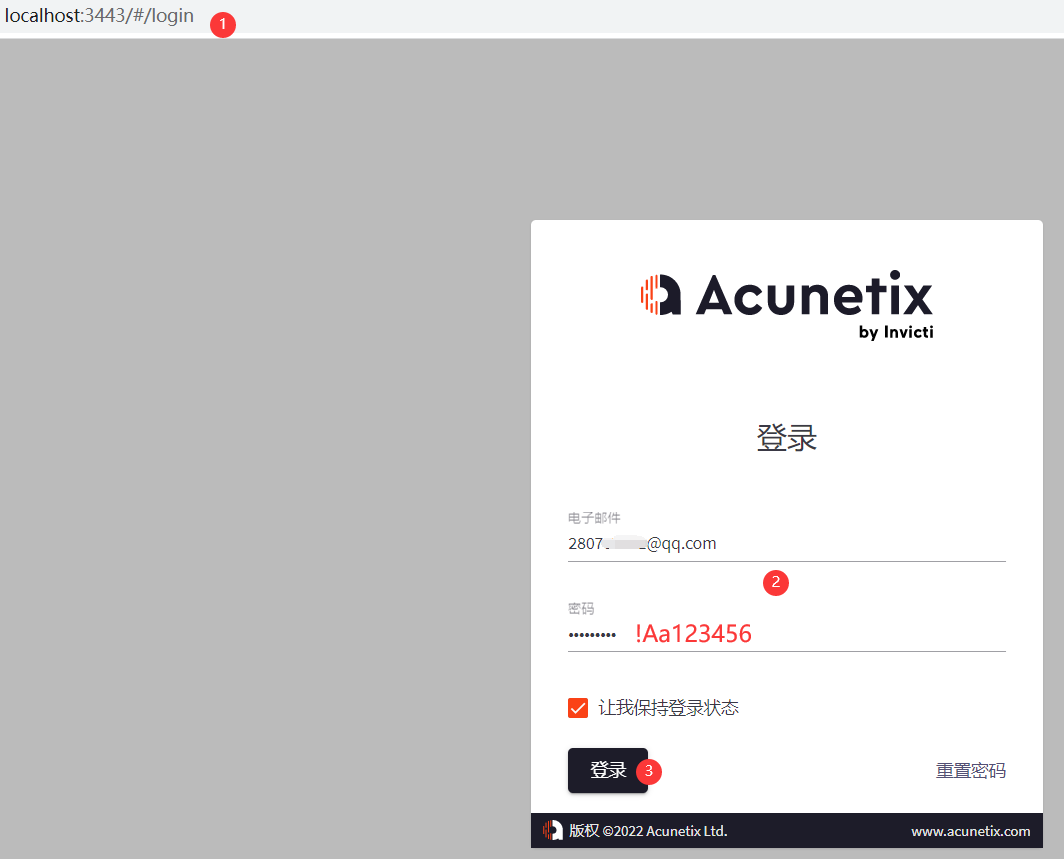 localhost:3443/#/login
1
Acunetix
by Invicti
登录
电子邮件
2807 @qq.com
2
密码
••••••••• !Aa123456
让我保持登录状态
登录 3 重置密码
版权 ©2022 Acunetix Ltd. www.acunetix.com